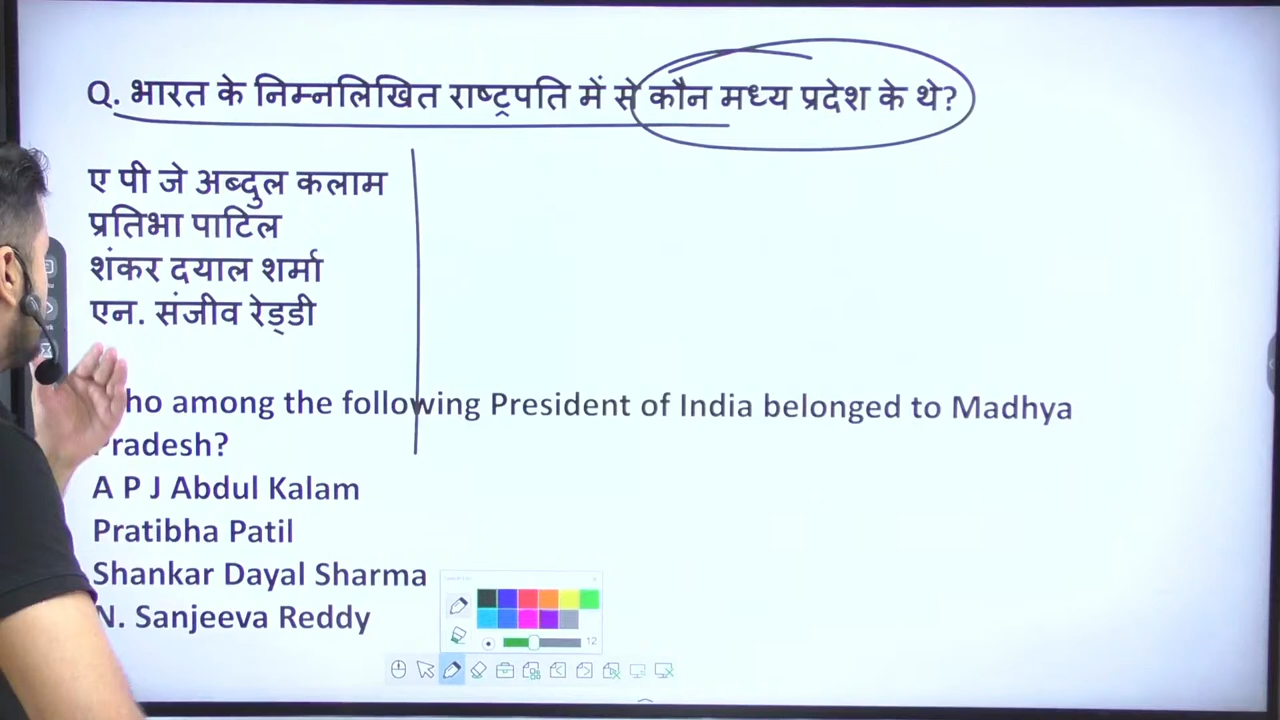 Q. भारत के निम्नलिखित राष्ट्रपति में से कौन मध्य प्रदेश के थे?
ए पी जे अब्दुल कलाम
प्रतिभा पाटिल
शंकर दयाल शर्मा
एन. संजीव रेड्डी
ho among the following President of India belonged to Madhya
Pradesh?
A P J Abdul Kalam
Pratibha Patil
Shankar Dayal Sharma
N. Sanjeeva Reddy
12